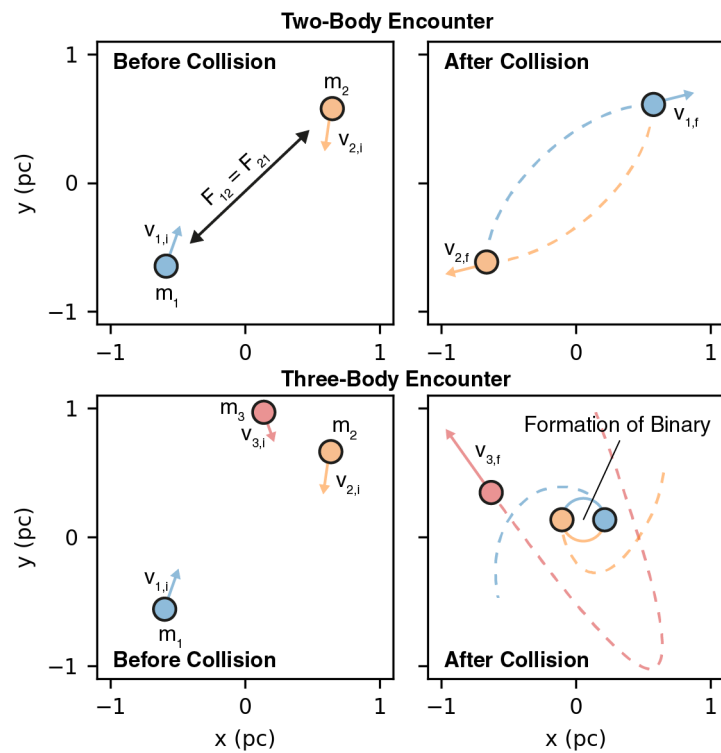 Two-Body Encounter
Before Collision
m2
v2,i
F12 = F21
v1,i
m1
y (pc)
1
0
−1
−1
0
1
After Collision
v1,f
v2,f
−1
0
1
Three-Body Encounter
m3
v3,i
m2
v2,i
v1,i
m1
Before Collision
y (pc)
1
0
−1
−1
0
1
x (pc)
Formation of Binary
v3,f
After Collision
−1
0
1
x (pc)